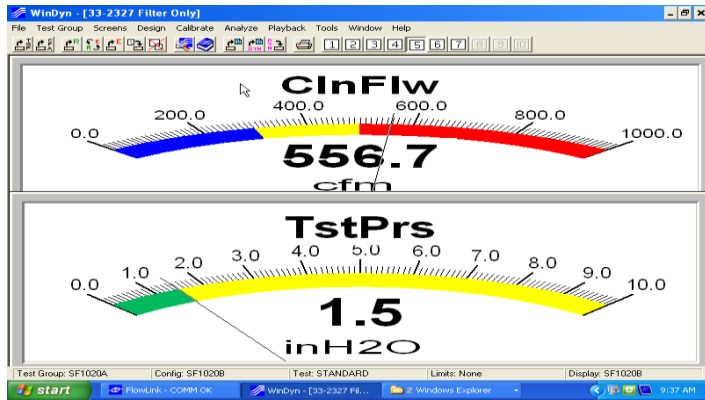 WinDyn - [33-2327 Filter Only]
File Test Group Screens Design Calibrate Analyze Playback Tools Window Help
1 2 3 4 5 6 7 8 9 10
ClnFlw
0.0 200.0 400.0 600.0 800.0 1000.0
556.7
cfm
TstPrs
0.0 1.0 2.0 3.0 4.0 5.0 6.0 7.0 8.0 9.0 10.0
1.5
inH2O
Test Group: SF1020A Config: SF1020B Test: STANDARD Limits: None Display: SF1020B
start FlowLink - COMM OK WinDyn - [33-2327 Fil... 2 Windows Explorer 9:37 AM